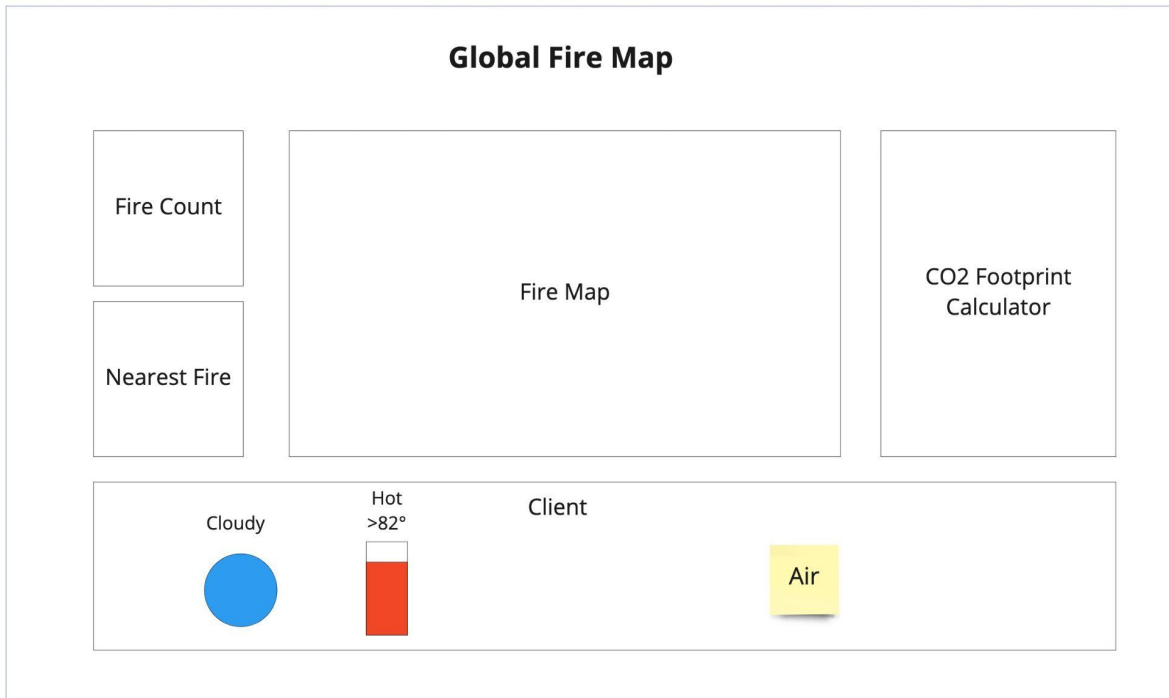 Global Fire Map
Fire Count
Nearest Fire
Fire Map
CO2 Footprint
Calculator
Client
Cloudy
Hot
>82°
Air